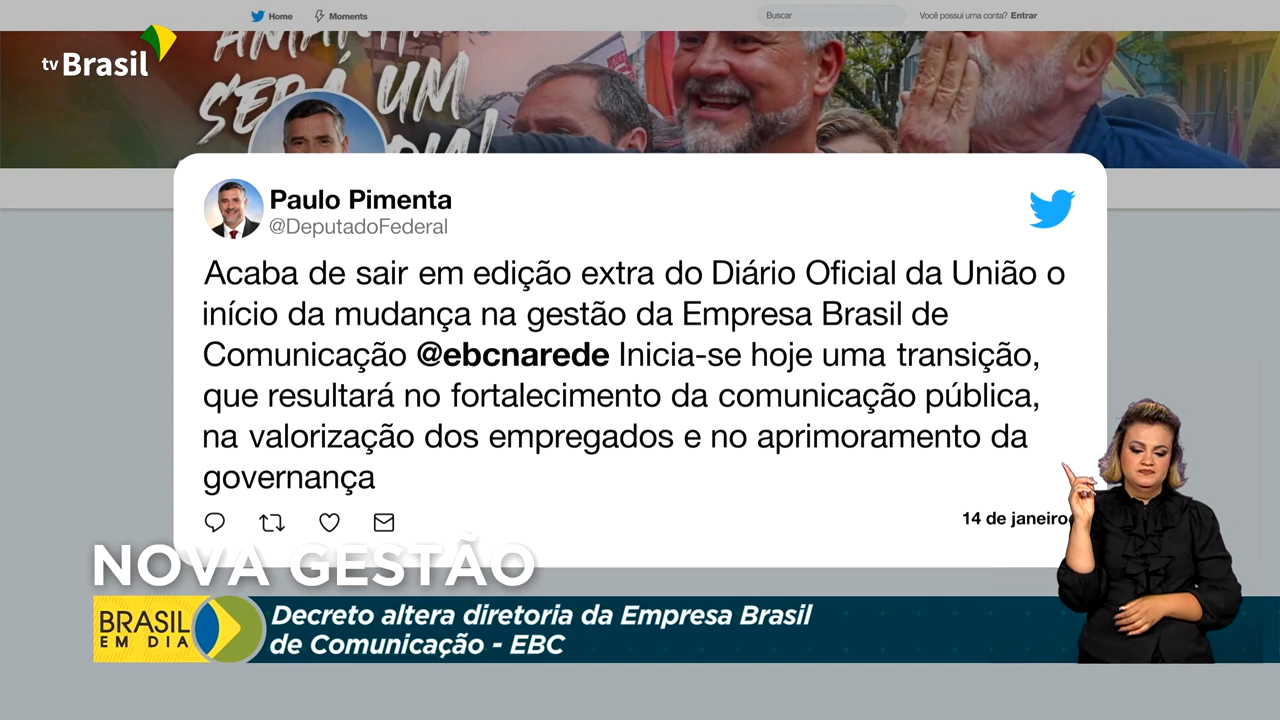 Home
Moments
Buscar
Você possui uma conta? Entrar
tv Brasil
SERÁ UM
Paulo Pimenta
@DeputadoFederal
Acaba de sair em edição extra do Diário Oficial da União o
início da mudança na gestão da Empresa Brasil de
Comunicação @ebcnarede Inicia-se hoje uma transição,
que resultará no fortalecimento da comunicação pública,
na valorização dos empregados e no aprimoramento da
governança
14 de janeiro
NOVA GESTÃO
BRASIL
EM DIA
Decreto altera diretoria da Empresa Brasil
de Comunicação - EBC